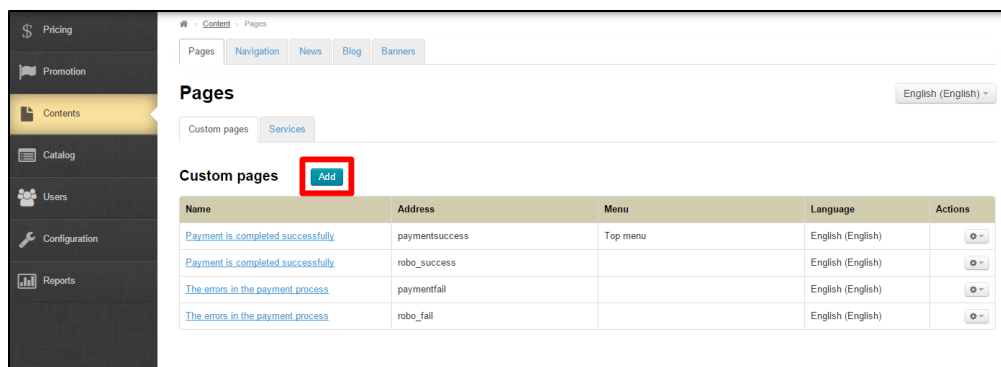 Pricing
Promotion
Contents
Catalog
Users
Configuration
Reports
Content Pages
Pages Navigation News Blog Banners
Pages
English (English)
Custom pages Services
Custom pages Add
Name Address Menu Language Actions
Payment is completed successfully paymentsuccess Top menu English (English)
Payment is completed successfully robo_success English (English)
The errors in the payment process paymentfail English (English)
The errors in the payment process robo_fail English (English)